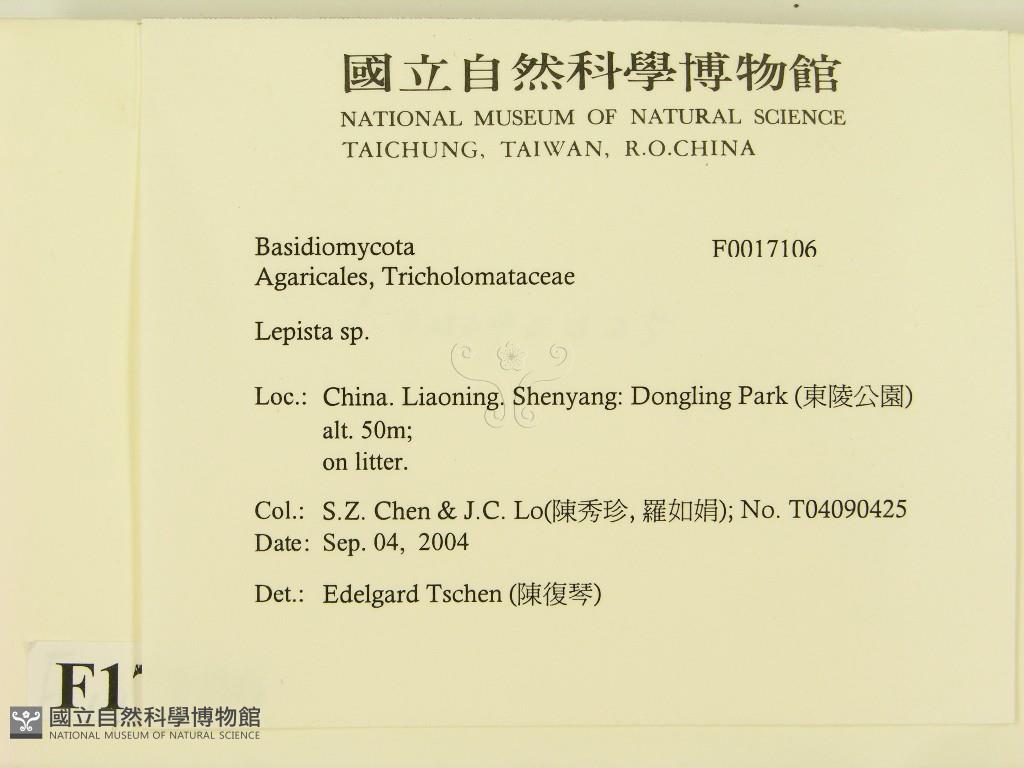 國立自然科學博物館
NATIONAL MUSEUM OF NATURAL SCIENCE
TAICHUNG, TAIWAN, R.O.CHINA
Basidiomycota F0017106
Agaricales, Tricholomataceae
Lepista sp.
Loc.: China. Liaoning. Shenyang: Dongling Park (東陵公園)
alt. 50m;
on litter.
Col.: S.Z. Chen & J.C. Lo(陳秀珍, 羅如娟); No. T04090425
Date: Sep. 04, 2004
Det.: Edelgard Tschen (陳復琴)
F17
國立自然科學博物館
NATIONAL MUSEUM OF NATURAL SCIENCE